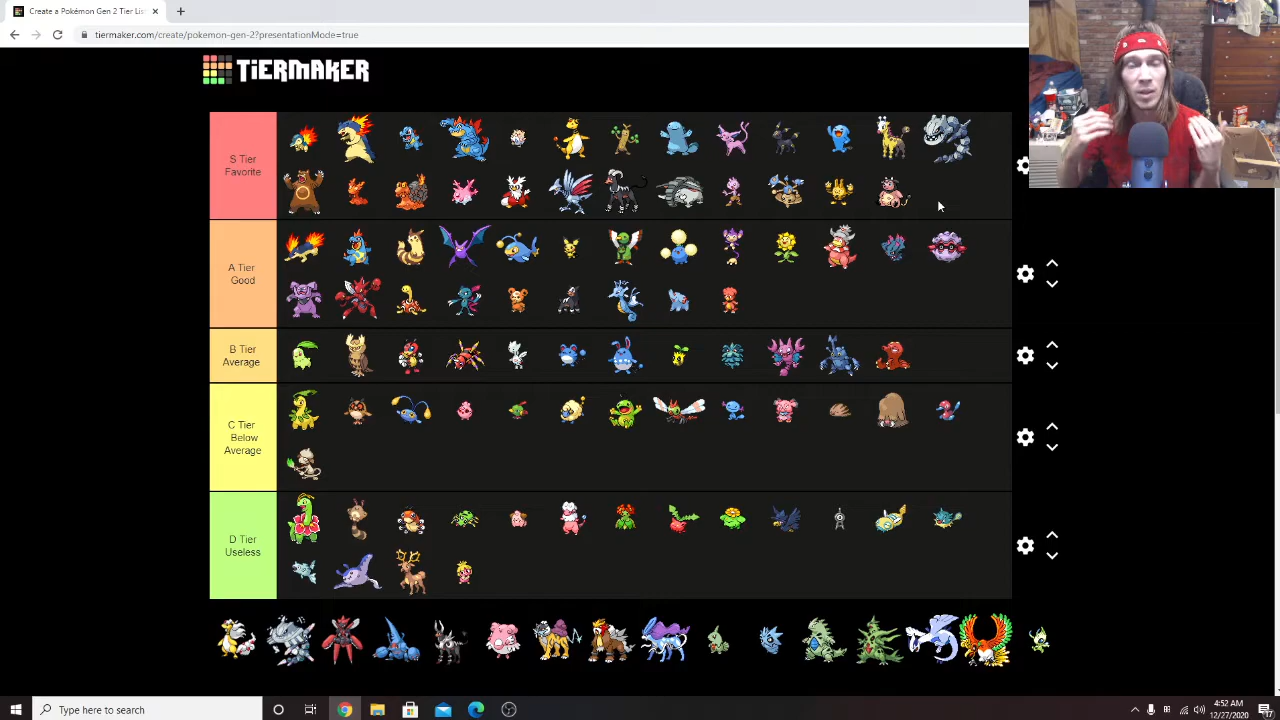 Create a Pokémon Gen 2 Tier Lis
tiermaker.com/create/pokemon-gen-2?presentationMode=true
TIERMAKER
S Tier
Favorite
A Tier
Good
B Tier
Average
C Tier
Below
Average
D Tier
Useless
Type here to search
4:52 AM
12/27/2020